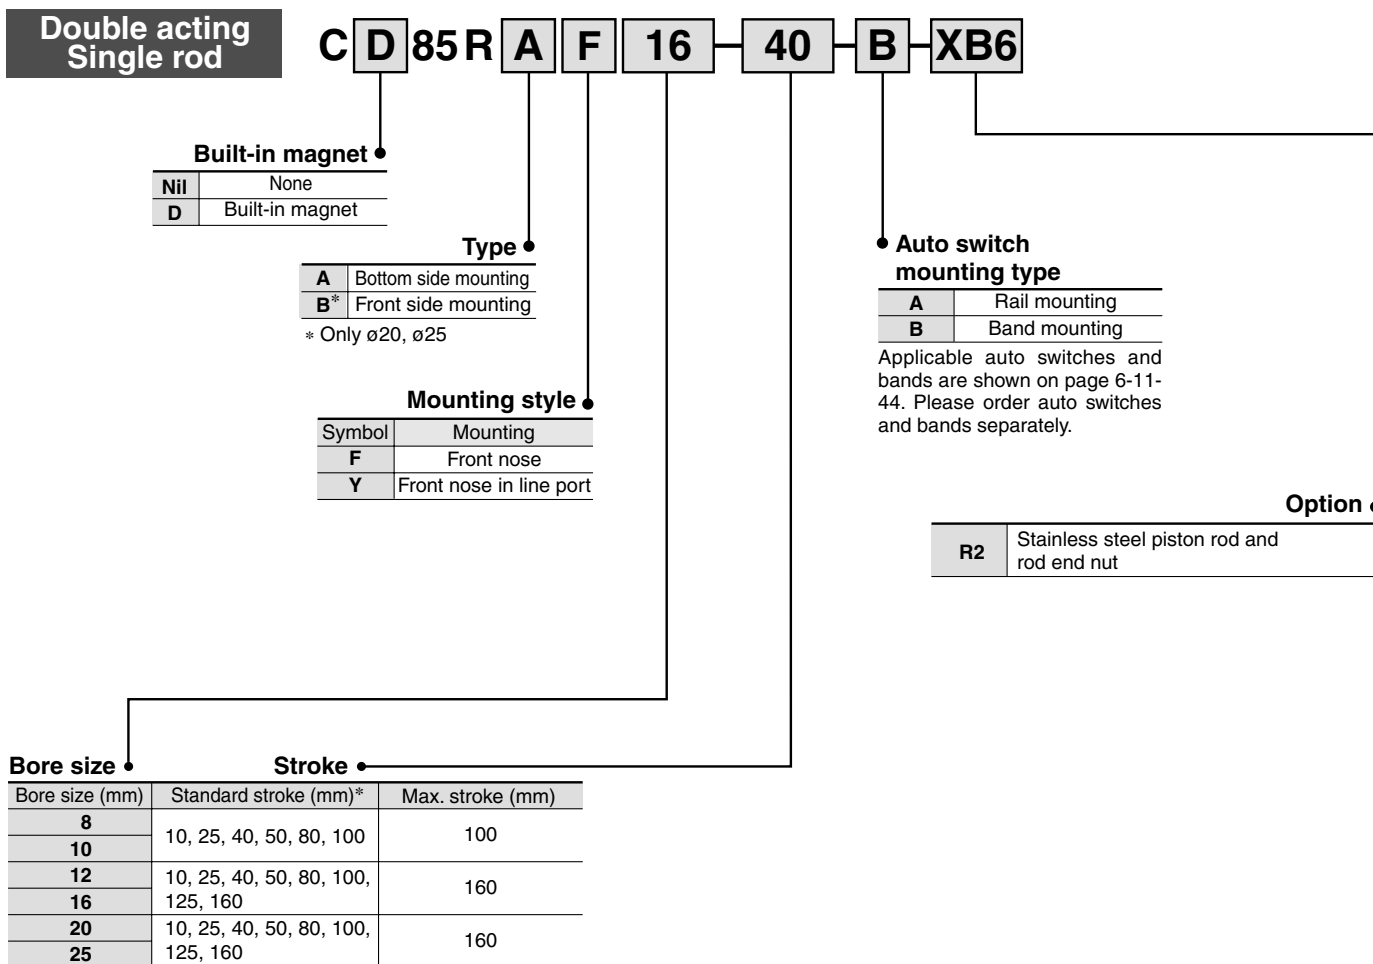 Double acting
Single rod
C D 85 R A F 16 - 40 - B - XB6
Built-in magnet
Nil None
D Built-in magnet
Type
A Bottom side mounting
B* Front side mounting
* Only ø20, ø25
Mounting style
Symbol Mounting
F Front nose
Y Front nose in line port
Auto switch
mounting type
A Rail mounting
B Band mounting
Applicable auto switches and
bands are shown on page 6-11-
44. Please order auto switches
and bands separately.
Option
R2 Stainless steel piston rod and
rod end nut
Bore size Stroke
Bore size (mm) Standard stroke (mm)* Max. stroke (mm)
8
10, 25, 40, 50, 80, 100 100
10
12 10, 25, 40, 50, 80, 100,
160
16 125, 160
20 10, 25, 40, 50, 80, 100,
160
25 125, 160